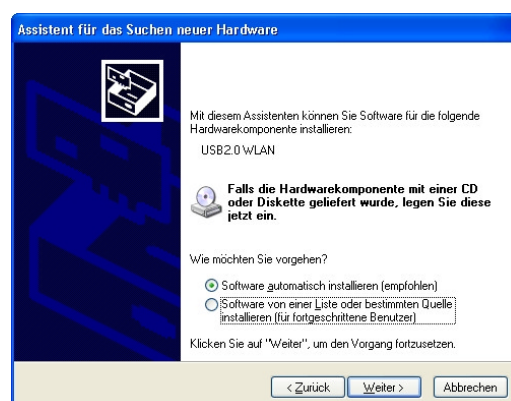 Assistent für das Suchen neuer Hardware
Mit diesem Assistenten können Sie Software für die folgende
Hardwarekomponente installieren:
USB2.0 WLAN
Falls die Hardwarekomponente mit einer CD
oder Diskette geliefert wurde, legen Sie diese
jetzt ein.
Wie möchten Sie vorgehen?
Software automatisch installieren (empfohlen)
Software von einer Liste oder bestimmten Quelle
installieren (für fortgeschrittene Benutzer)
Klicken Sie auf "Weiter", um den Vorgang fortzusetzen.
< Zurück Weiter > Abbrechen